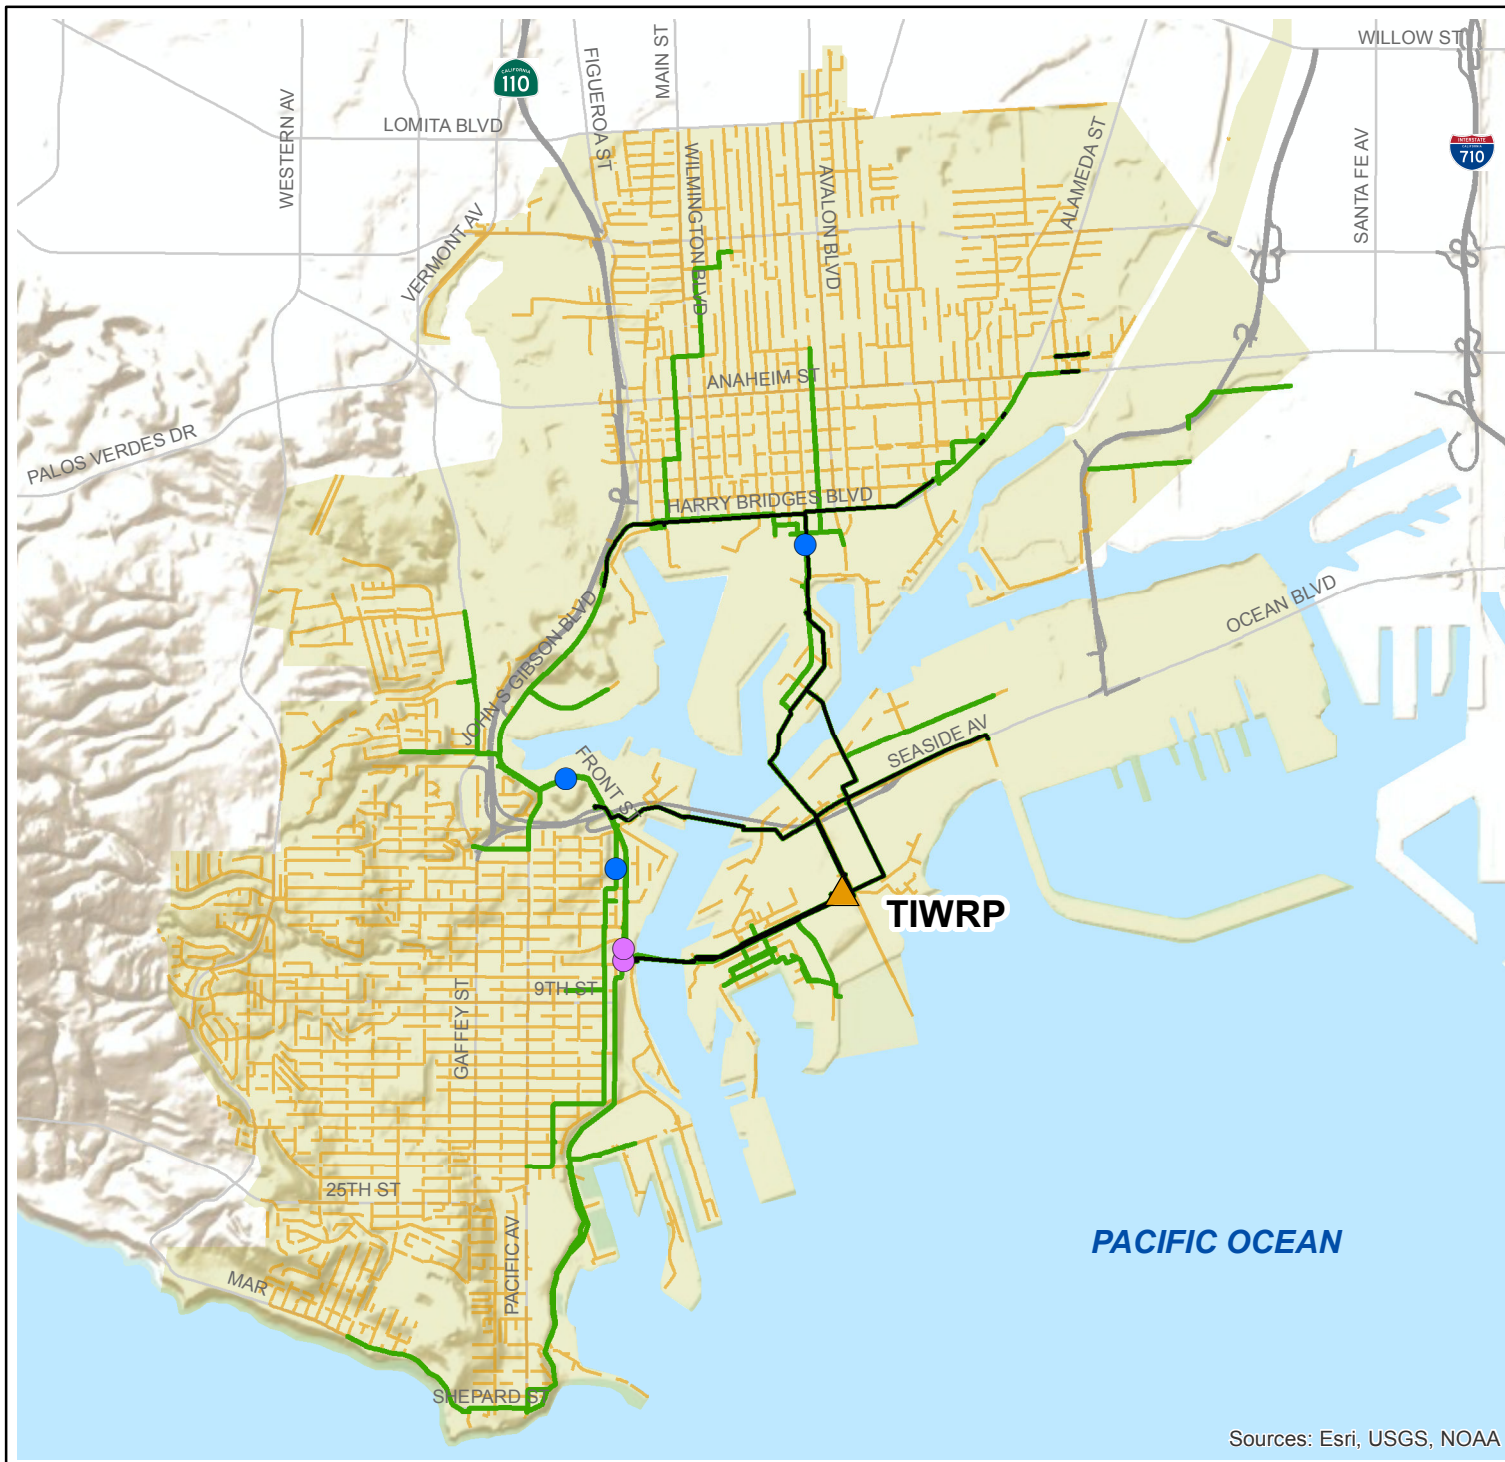 WILLOW ST
CALIFORNIA
110
FIGUEROA ST
MAIN ST
LOMITA BLVD
WESTERN AV
WILMINGTON BLVD
AVALON BLVD
ALAMEDA ST
SANTA FE AV
INTERSTATE
CALIFORNIA
710
VERMONT AV
ANAHEIM ST
PALOS VERDES DR
HARRY BRIDGES BLVD
OCEAN BLVD
JOHN S GIBSON BLVD
FRONT ST
SEASIDE AV
TIWRP
9TH ST
GAFFEY ST
25TH ST
PACIFIC AV
PACIFIC OCEAN
MAR
SHEPARD ST
Sources: Esri, USGS, NOAA